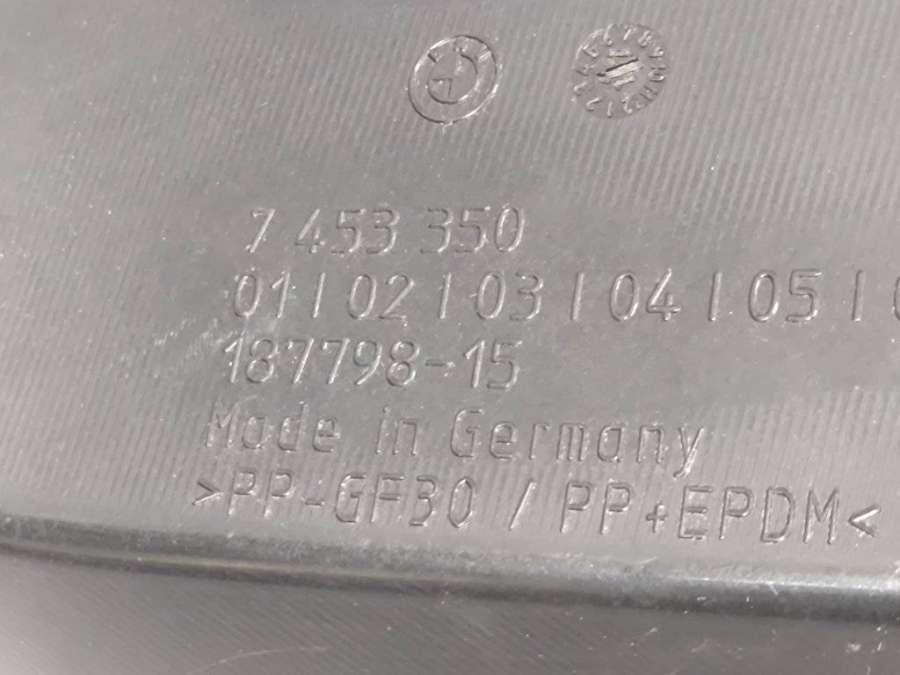 7 453 350
01 / 02 / 03 / 04 / 05 /
187798-15
Made in Germany
>PP-GF30 / PP+EPDM<